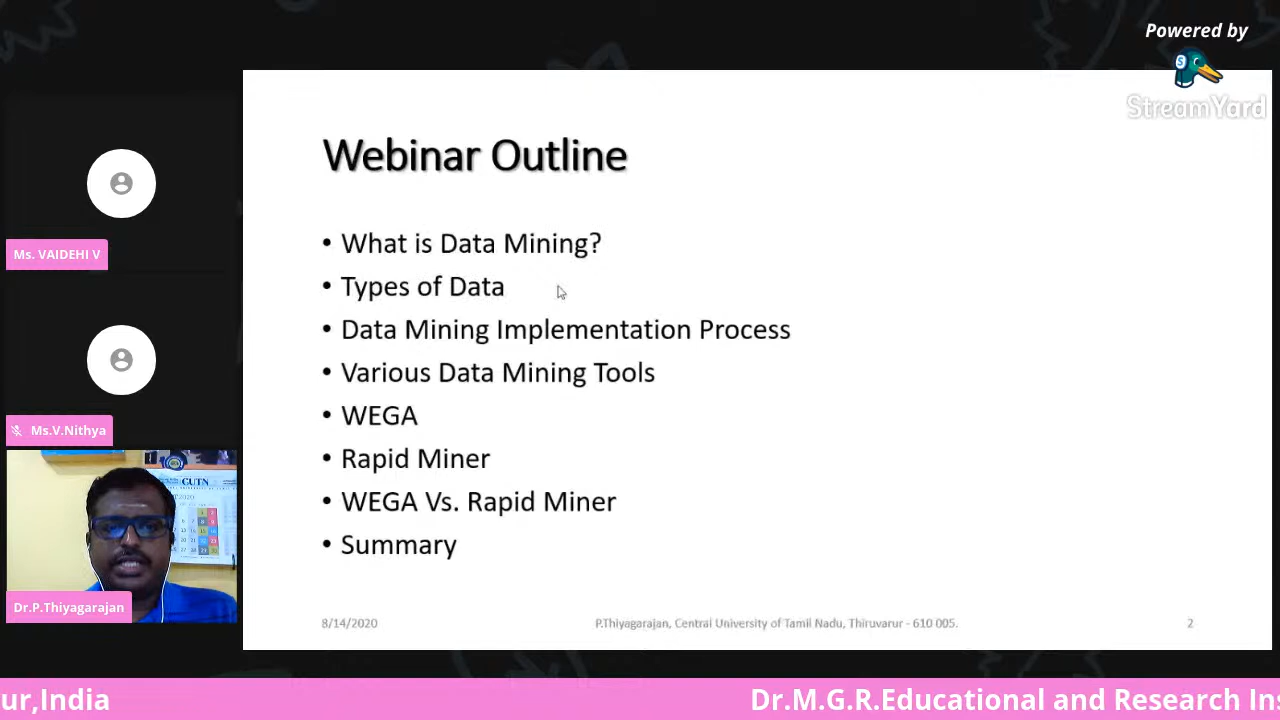 Powered by
StreamYard
Webinar Outline
• What is Data Mining?
• Types of Data
• Data Mining Implementation Process
• Various Data Mining Tools
• WEGA
• Rapid Miner
• WEGA Vs. Rapid Miner
• Summary
8/14/2020
P.Thiyagarajan, Central University of Tamil Nadu, Thiruvarur - 610 005.
2
Ms. VAIDEHI V
Ms.V.Nithya
CUTN
2020
Dr.P.Thiyagarajan
ur,India
Dr.M.G.R.Educational and Research Ins